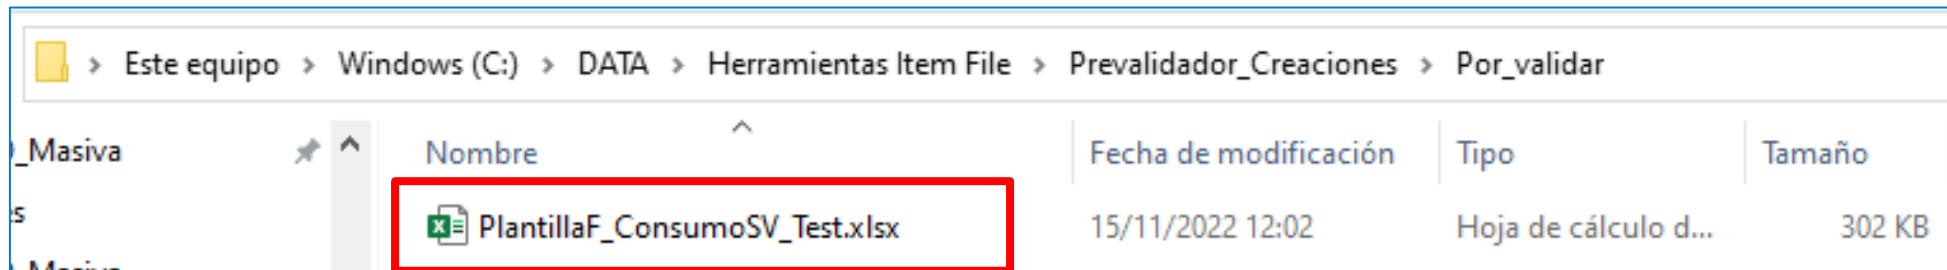 Este equipo > Windows (C:) > DATA > Herramientas Item File > Prevalidador_Creaciones > Por_validar
_Masiva
Nombre Fecha de modificación Tipo Tamaño
PlantillaF_ConsumoSV_Test.xlsx 15/11/2022 12:02 Hoja de cálculo d... 302 KB